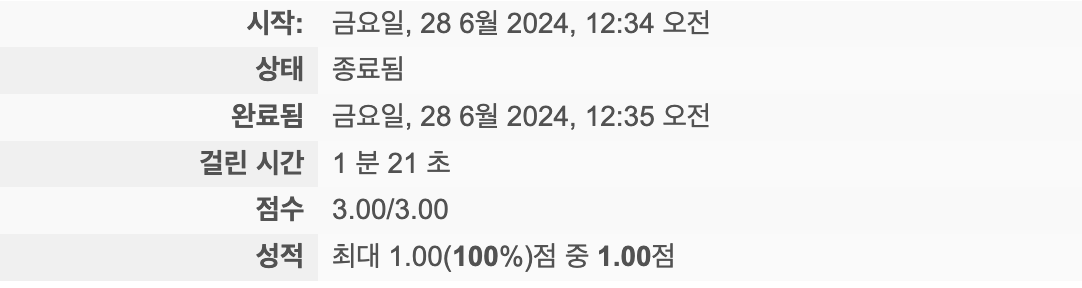 시작: 금요일, 28 6월 2024, 12:34 오전
상태 종료됨
완료됨 금요일, 28 6월 2024, 12:35 오전
걸린 시간 1 분 21 초
점수 3.00/3.00
성적 최대 1.00(100%)점 중 1.00점